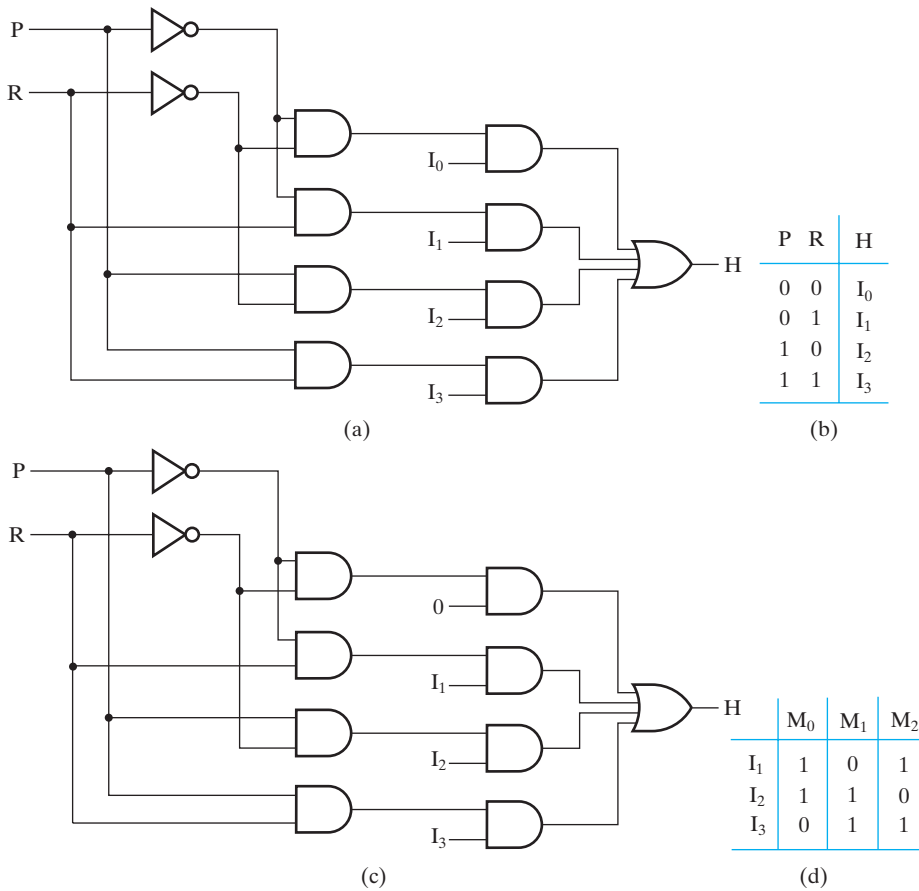 P
R
I₀
I₁
I₂
I₃
H
(a)
P R H
0 0 I₀
0 1 I₁
1 0 I₂
1 1 I₃
(b)
P
R
0
I₁
I₂
I₃
H
(c)
M₀ M₁ M₂
I₁ 1 0 1
I₂ 1 1 0
I₃ 0 1 1
(d)